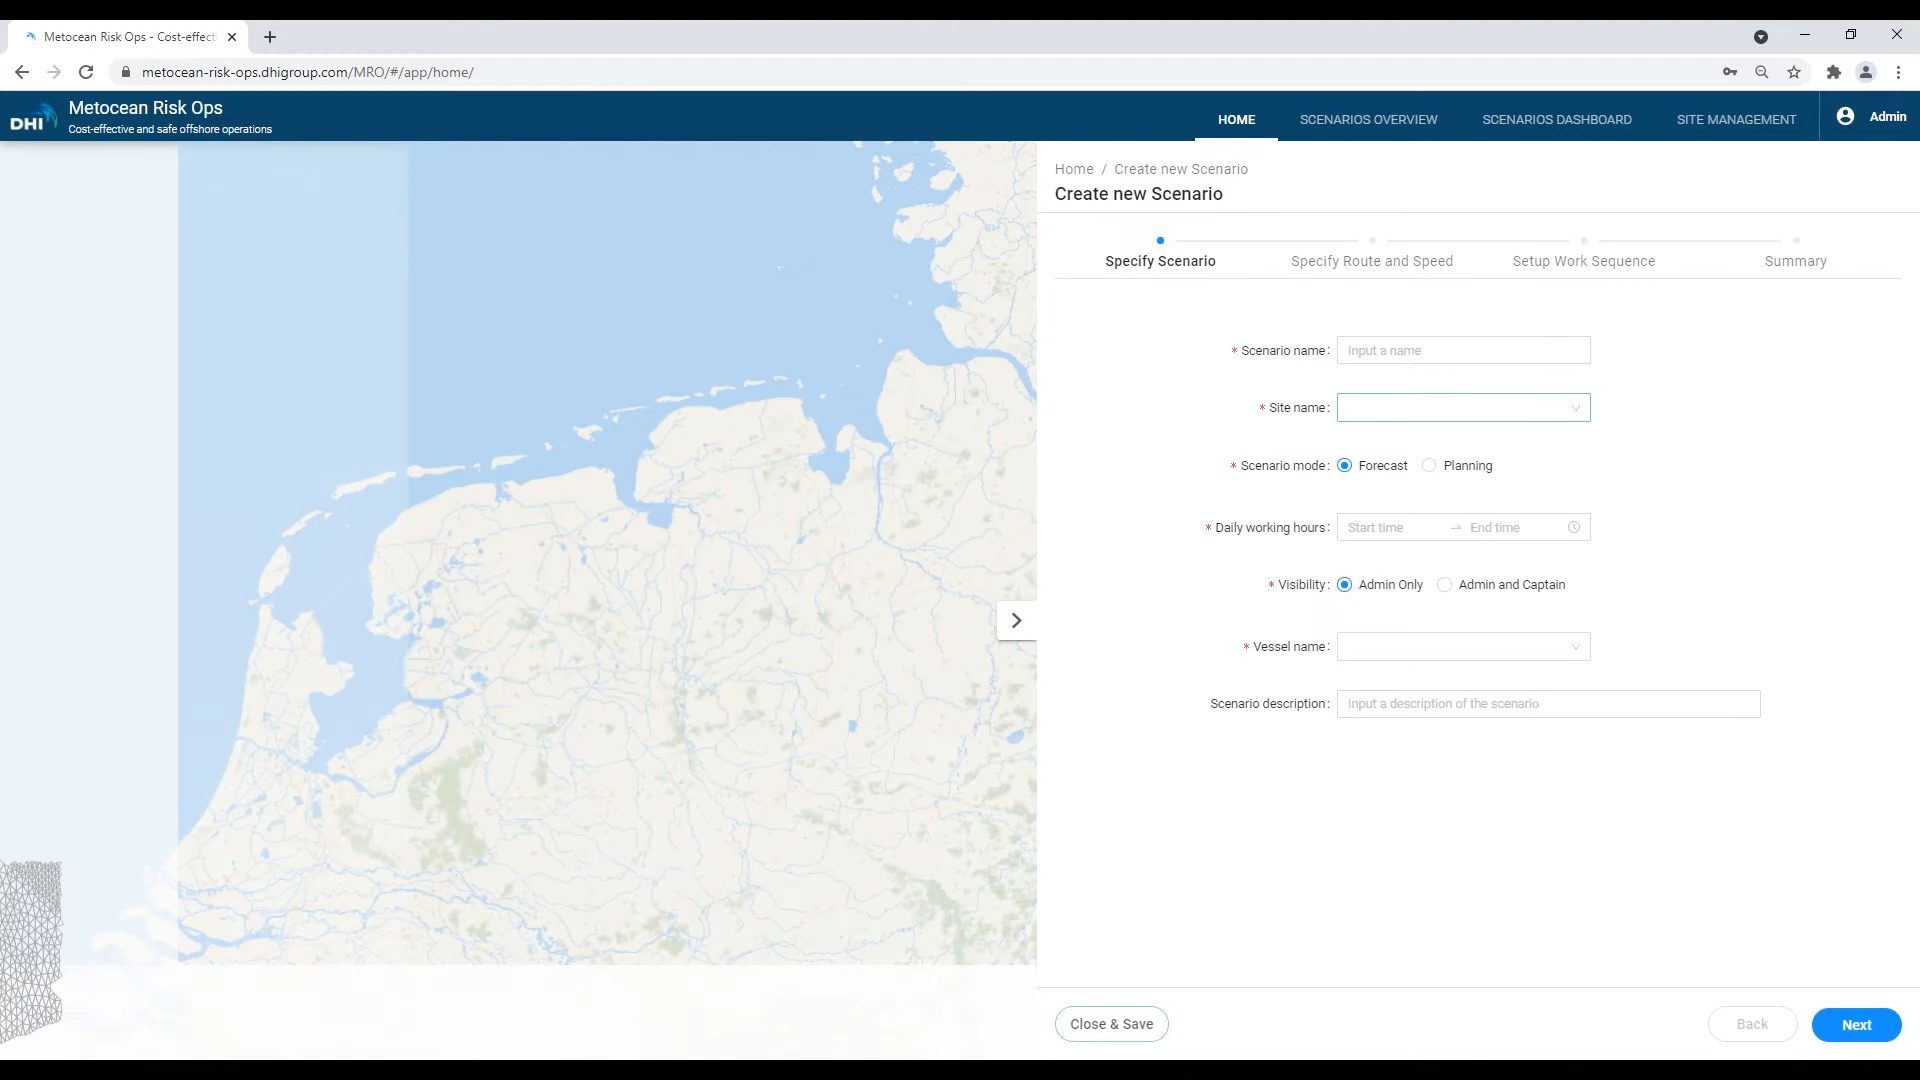 Metocean Risk Ops - Cost-effecti
metocean-risk-ops.dhigroup.com/MRO/#/app/home/
DHI
Metocean Risk Ops
Cost-effective and safe offshore operations
HOME
SCENARIOS OVERVIEW
SCENARIOS DASHBOARD
SITE MANAGEMENT
Admin
Home / Create new Scenario
Create new Scenario
Specify Scenario
Specify Route and Speed
Setup Work Sequence
Summary
* Scenario name: Input a name
* Site name:
* Scenario mode: Forecast Planning
* Daily working hours: Start time → End time
* Visibility: Admin Only Admin and Captain
* Vessel name:
Scenario description: Input a description of the scenario
Close & Save
Back
Next